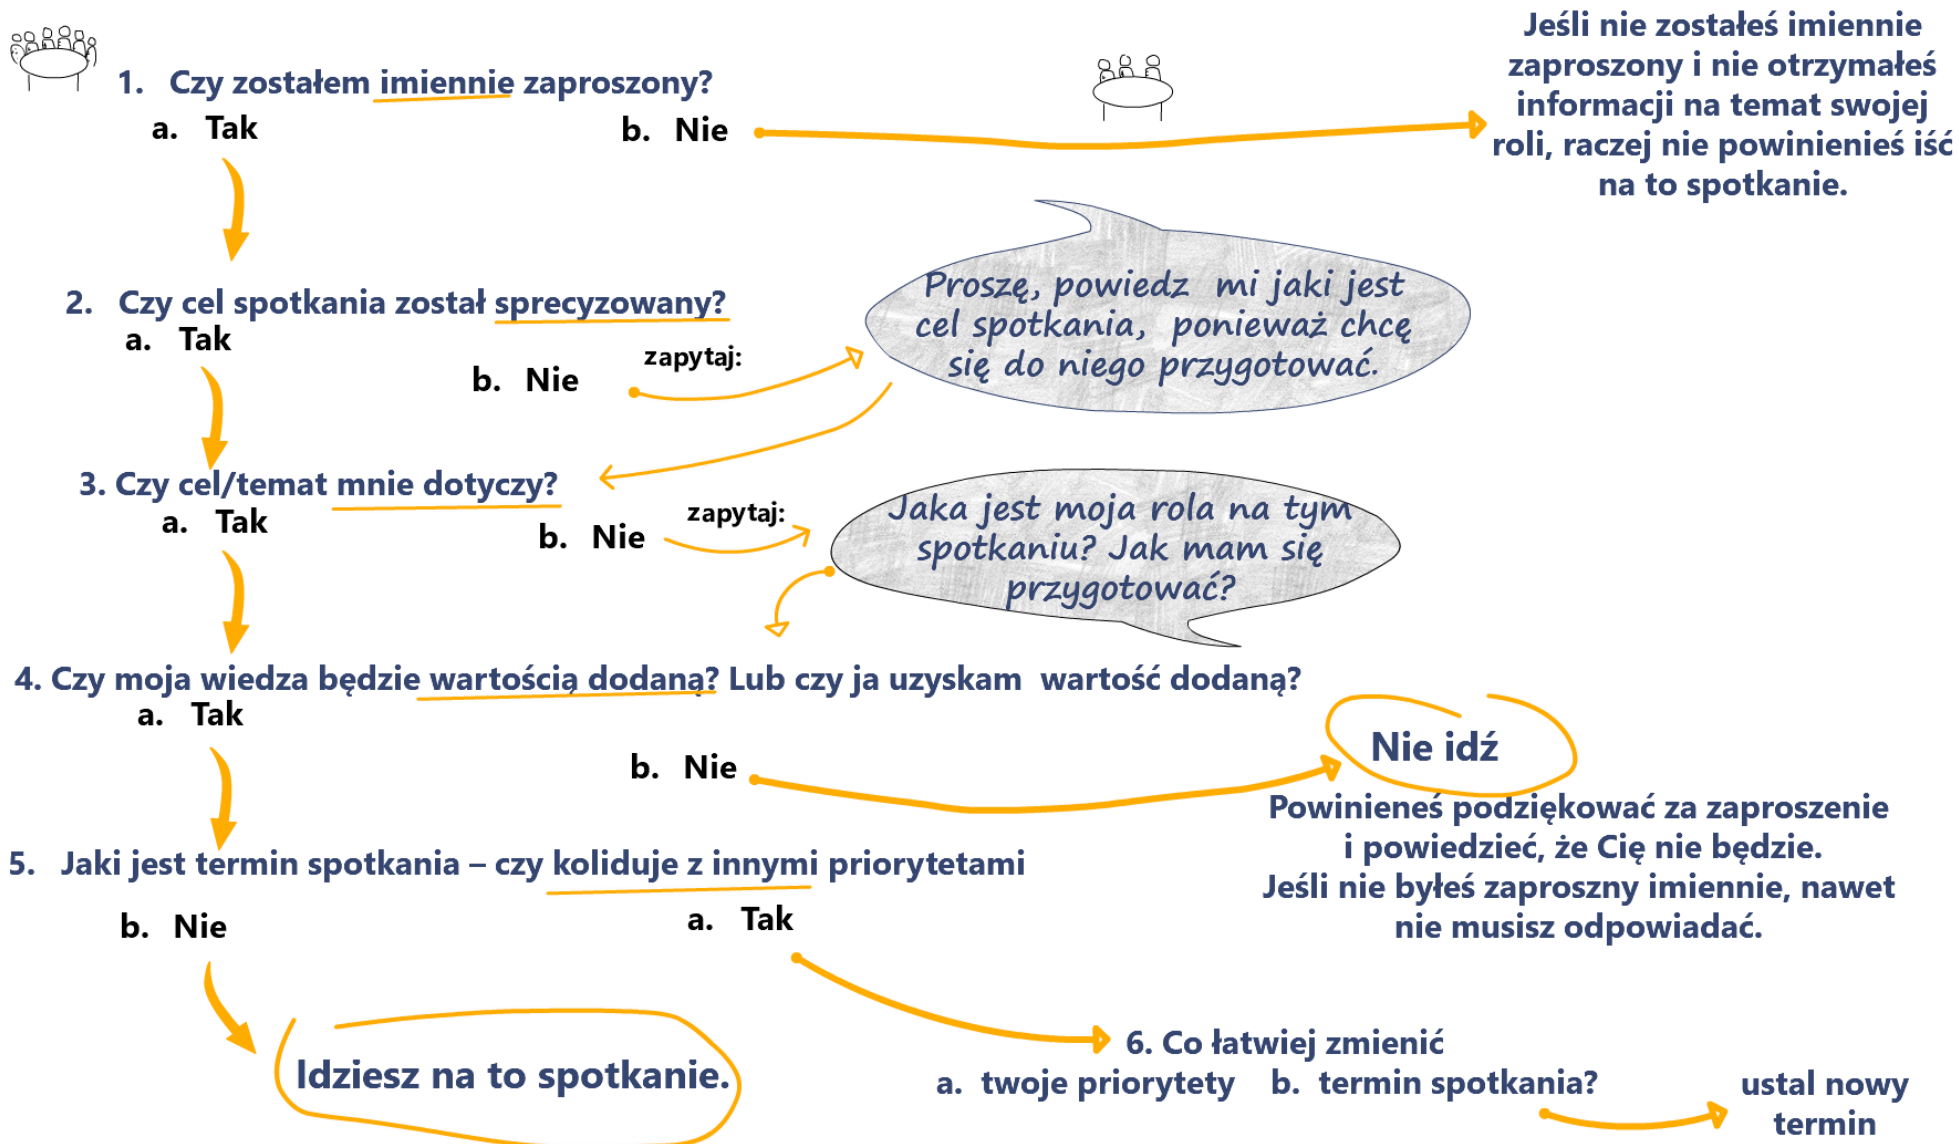 1. Czy zostałem imiennie zaproszony?
a. Tak
b. Nie
Jeśli nie zostałeś imiennie
zaproszony i nie otrzymałeś
informacji na temat swojej
roli, raczej nie powinienieś iść
na to spotkanie.
2. Czy cel spotkania został sprecyzowany?
a. Tak
b. Nie
zapytaj:
Proszę, powiedz mi jaki jest
cel spotkania, ponieważ chcę
się do niego przygotować.
3. Czy cel/temat mnie dotyczy?
a. Tak
b. Nie
zapytaj:
Jaka jest moja rola na tym
spotkaniu? Jak mam się
przygotować?
4. Czy moja wiedza będzie wartością dodaną? Lub czy ja uzyskam wartość dodaną?
a. Tak
b. Nie
Nie idź
Powinieneś podziękować za zaproszenie
i powiedzieć, że Cię nie będzie.
Jeśli nie byłeś zaproszny imiennie, nawet
nie musisz odpowiadać.
5. Jaki jest termin spotkania – czy koliduje z innymi priorytetami
b. Nie
a. Tak
Idziesz na to spotkanie.
6. Co łatwiej zmienić
a. twoje priorytety b. termin spotkania?
ustal nowy
termin